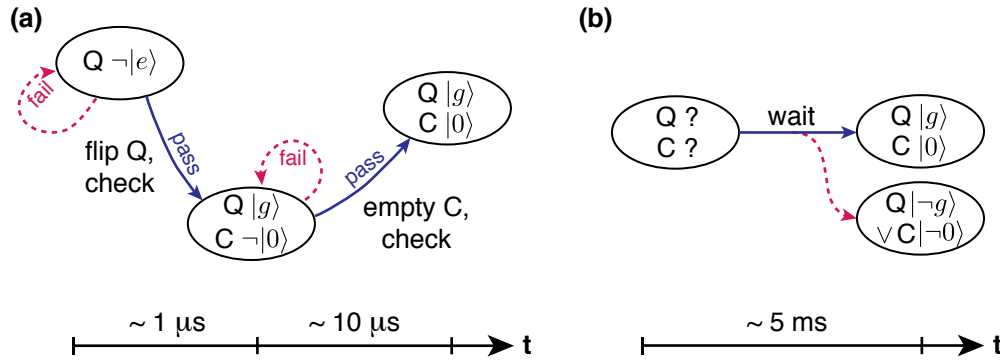 (a)
Q ¬|e⟩
fail
flip Q,
check
pass
Q |g⟩
C ¬|0⟩
fail
pass
empty C,
check
Q |g⟩
C |0⟩
~ 1 μs
~ 10 μs
t
(b)
Q ?
C ?
wait
Q |g⟩
C |0⟩
Q|¬g⟩
∨ C|¬0⟩
~ 5 ms
t